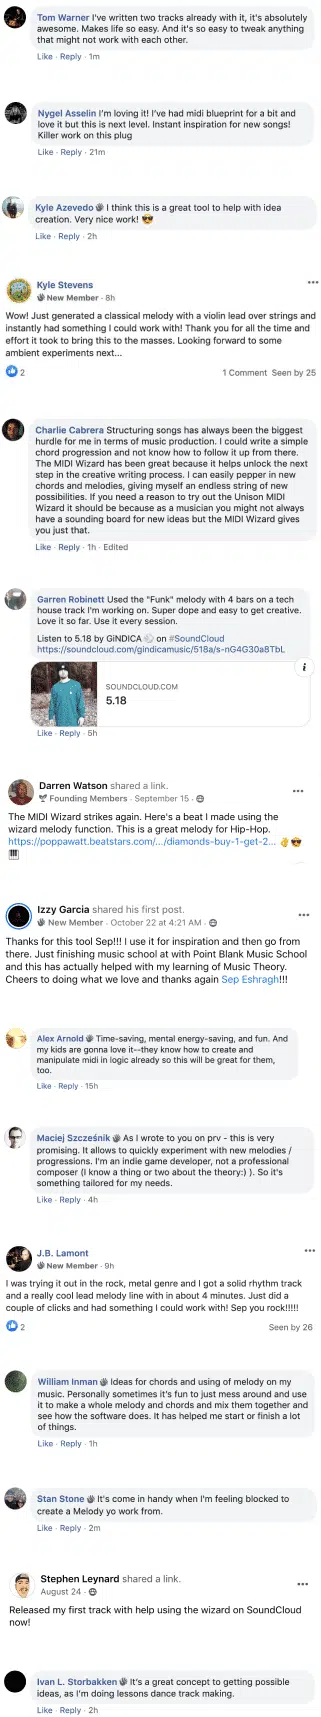 Tom Warner I've written two tracks already with it, it's absolutely
awesome. Makes life so easy. And it's so easy to tweak anything
that might not work with each other.
Like · Reply · 1m
Nygel Asselin I'm loving it! I've had midi blueprint for a bit and
love it but this is next level. Instant inspiration for new songs!
Killer work on this plug
Like · Reply · 21m
Kyle Azevedo 👋 I think this is a great tool to help with idea
creation. Very nice work! 😎
Like · Reply · 2h
Kyle Stevens
👋 New Member · 8h
Wow! Just generated a classical melody with a violin lead over strings and
instantly had something I could work with! Thank you for all the time and
effort it took to bring this to the masses. Looking forward to some
ambient experiments next...
2
1 Comment Seen by 25
Charlie Cabrera Structuring songs has always been the biggest
hurdle for me in terms of music production. I could write a simple
chord progression and not know how to follow it up from there.
The MIDI Wizard has been great because it helps unlock the next
step in the creative writing process. I can easily pepper in new
chords and melodies, giving myself an endless string of new
possibilities. If you need a reason to try out the Unison MIDI
Wizard it should be because as a musician you might not always
have a sounding board for new ideas but the MIDI Wizard gives
you just that.
Like · Reply · 1h · Edited
Garren Robinett Used the "Funk" melody with 4 bars on a tech
house track I'm working on. Super dope and easy to get creative.
Love it so far. Use it every session.
Listen to 5.18 by GiNDICA 💨 on #SoundCloud
https://soundcloud.com/gindicamusic/518a/s-nG4G30a8TbL
SOUNDCLOUD.COM
5.18
Like · Reply · 5h
Darren Watson shared a link.
Founding Members · September 15 ·
The MIDI Wizard strikes again. Here's a beat I made using the
wizard melody function. This is a great melody for Hip-Hop.
https://poppawatt.beatstars.com/.../diamonds-buy-1-get-2... 👌😎
🎹
Izzy Garcia shared his first post.
👋 New Member · October 22 at 4:21 AM ·
Thanks for this tool Sep!!! I use it for inspiration and then go from
there. Just finishing music school at with Point Blank Music School
and this has actually helped with my learning of Music Theory.
Cheers to doing what we love and thanks again Sep Eshragh!!!
Alex Arnold 👋 Time-saving, mental energy-saving, and fun. And
my kids are gonna love it--they know how to create and
manipulate midi in logic already so this will be great for them,
too.
Like · Reply · 15h
Maciej Szcześnik 👋 As I wrote to you on prv - this is very
promising. It allows to quickly experiment with new melodies /
progressions. I'm an indie game developer, not a professional
composer (I know a thing or two about the theory:) ). So it's
something tailored for my needs.
Like · Reply · 4h
J.B. Lamont
👋 New Member · 9h
I was trying it out in the rock, metal genre and I got a solid rhythm track
and a really cool lead melody line with in about 4 minutes. Just did a
couple of clicks and had something I could work with! Sep you rock!!!!!
2
Seen by 26
William Inman 👋 Ideas for chords and using of melody on my
music. Personally sometimes it's fun to just mess around and use
it to make a whole melody and chords and mix them together and
see how the software does. It has helped me start or finish a lot
of things.
Like · Reply · 1h
Stan Stone 👋 It's come in handy when I'm feeling blocked to
create a Melody yo work from.
Like · Reply · 2m
Stephen Leynard shared a link.
August 24 ·
Released my first track with help using the wizard on SoundCloud
now!
Ivan L. Storbakken 👋 It's a great concept to getting possible
ideas, as I'm doing lessons dance track making.
Like · Reply · 2h